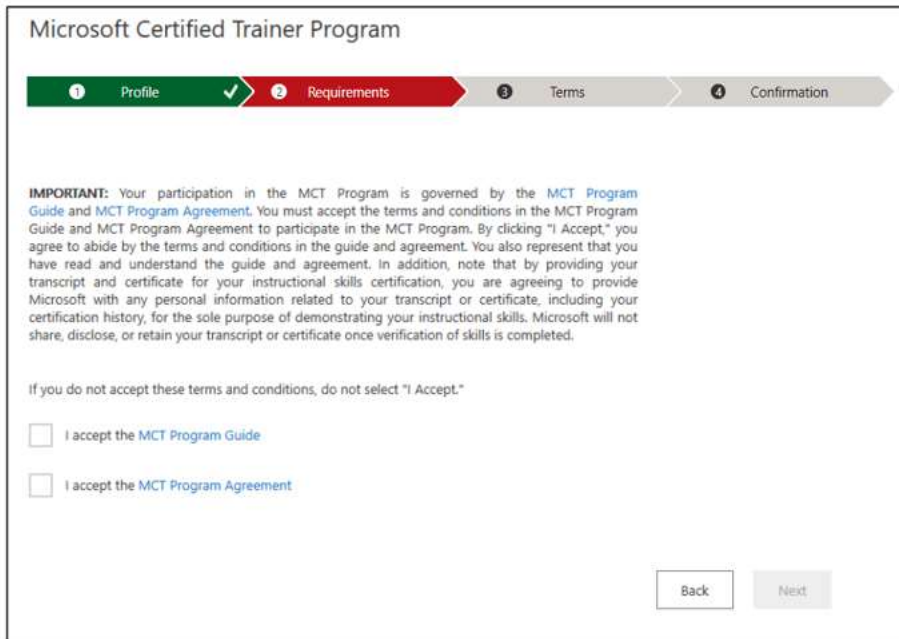 Microsoft Certified Trainer Program
1 Profile 2 Requirements 3 Terms 4 Confirmation
IMPORTANT: Your participation in the MCT Program is governed by the MCT Program
Guide and MCT Program Agreement. You must accept the terms and conditions in the MCT Program
Guide and MCT Program Agreement to participate in the MCT Program. By clicking "I Accept," you
agree to abide by the terms and conditions in the guide and agreement. You also represent that you
have read and understand the guide and agreement. In addition, note that by providing your
transcript and certificate for your instructional skills certification, you are agreeing to provide
Microsoft with any personal information related to your transcript or certificate, including your
certification history, for the sole purpose of demonstrating your instructional skills. Microsoft will not
share, disclose, or retain your transcript or certificate once verification of skills is completed.
If you do not accept these terms and conditions, do not select "I Accept."
I accept the MCT Program Guide
I accept the MCT Program Agreement
Back Next